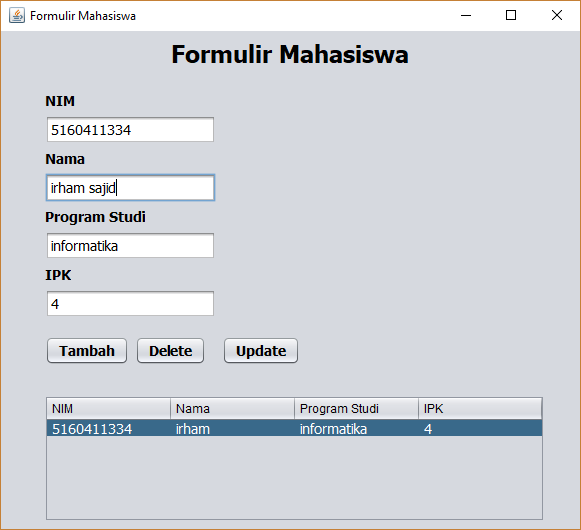 Formulir Mahasiswa
Formulir Mahasiswa
NIM
5160411334
Nama
irham sajid
Program Studi
informatika
IPK
4
Tambah Delete Update
NIM Nama Program Studi IPK
5160411334 irham informatika 4